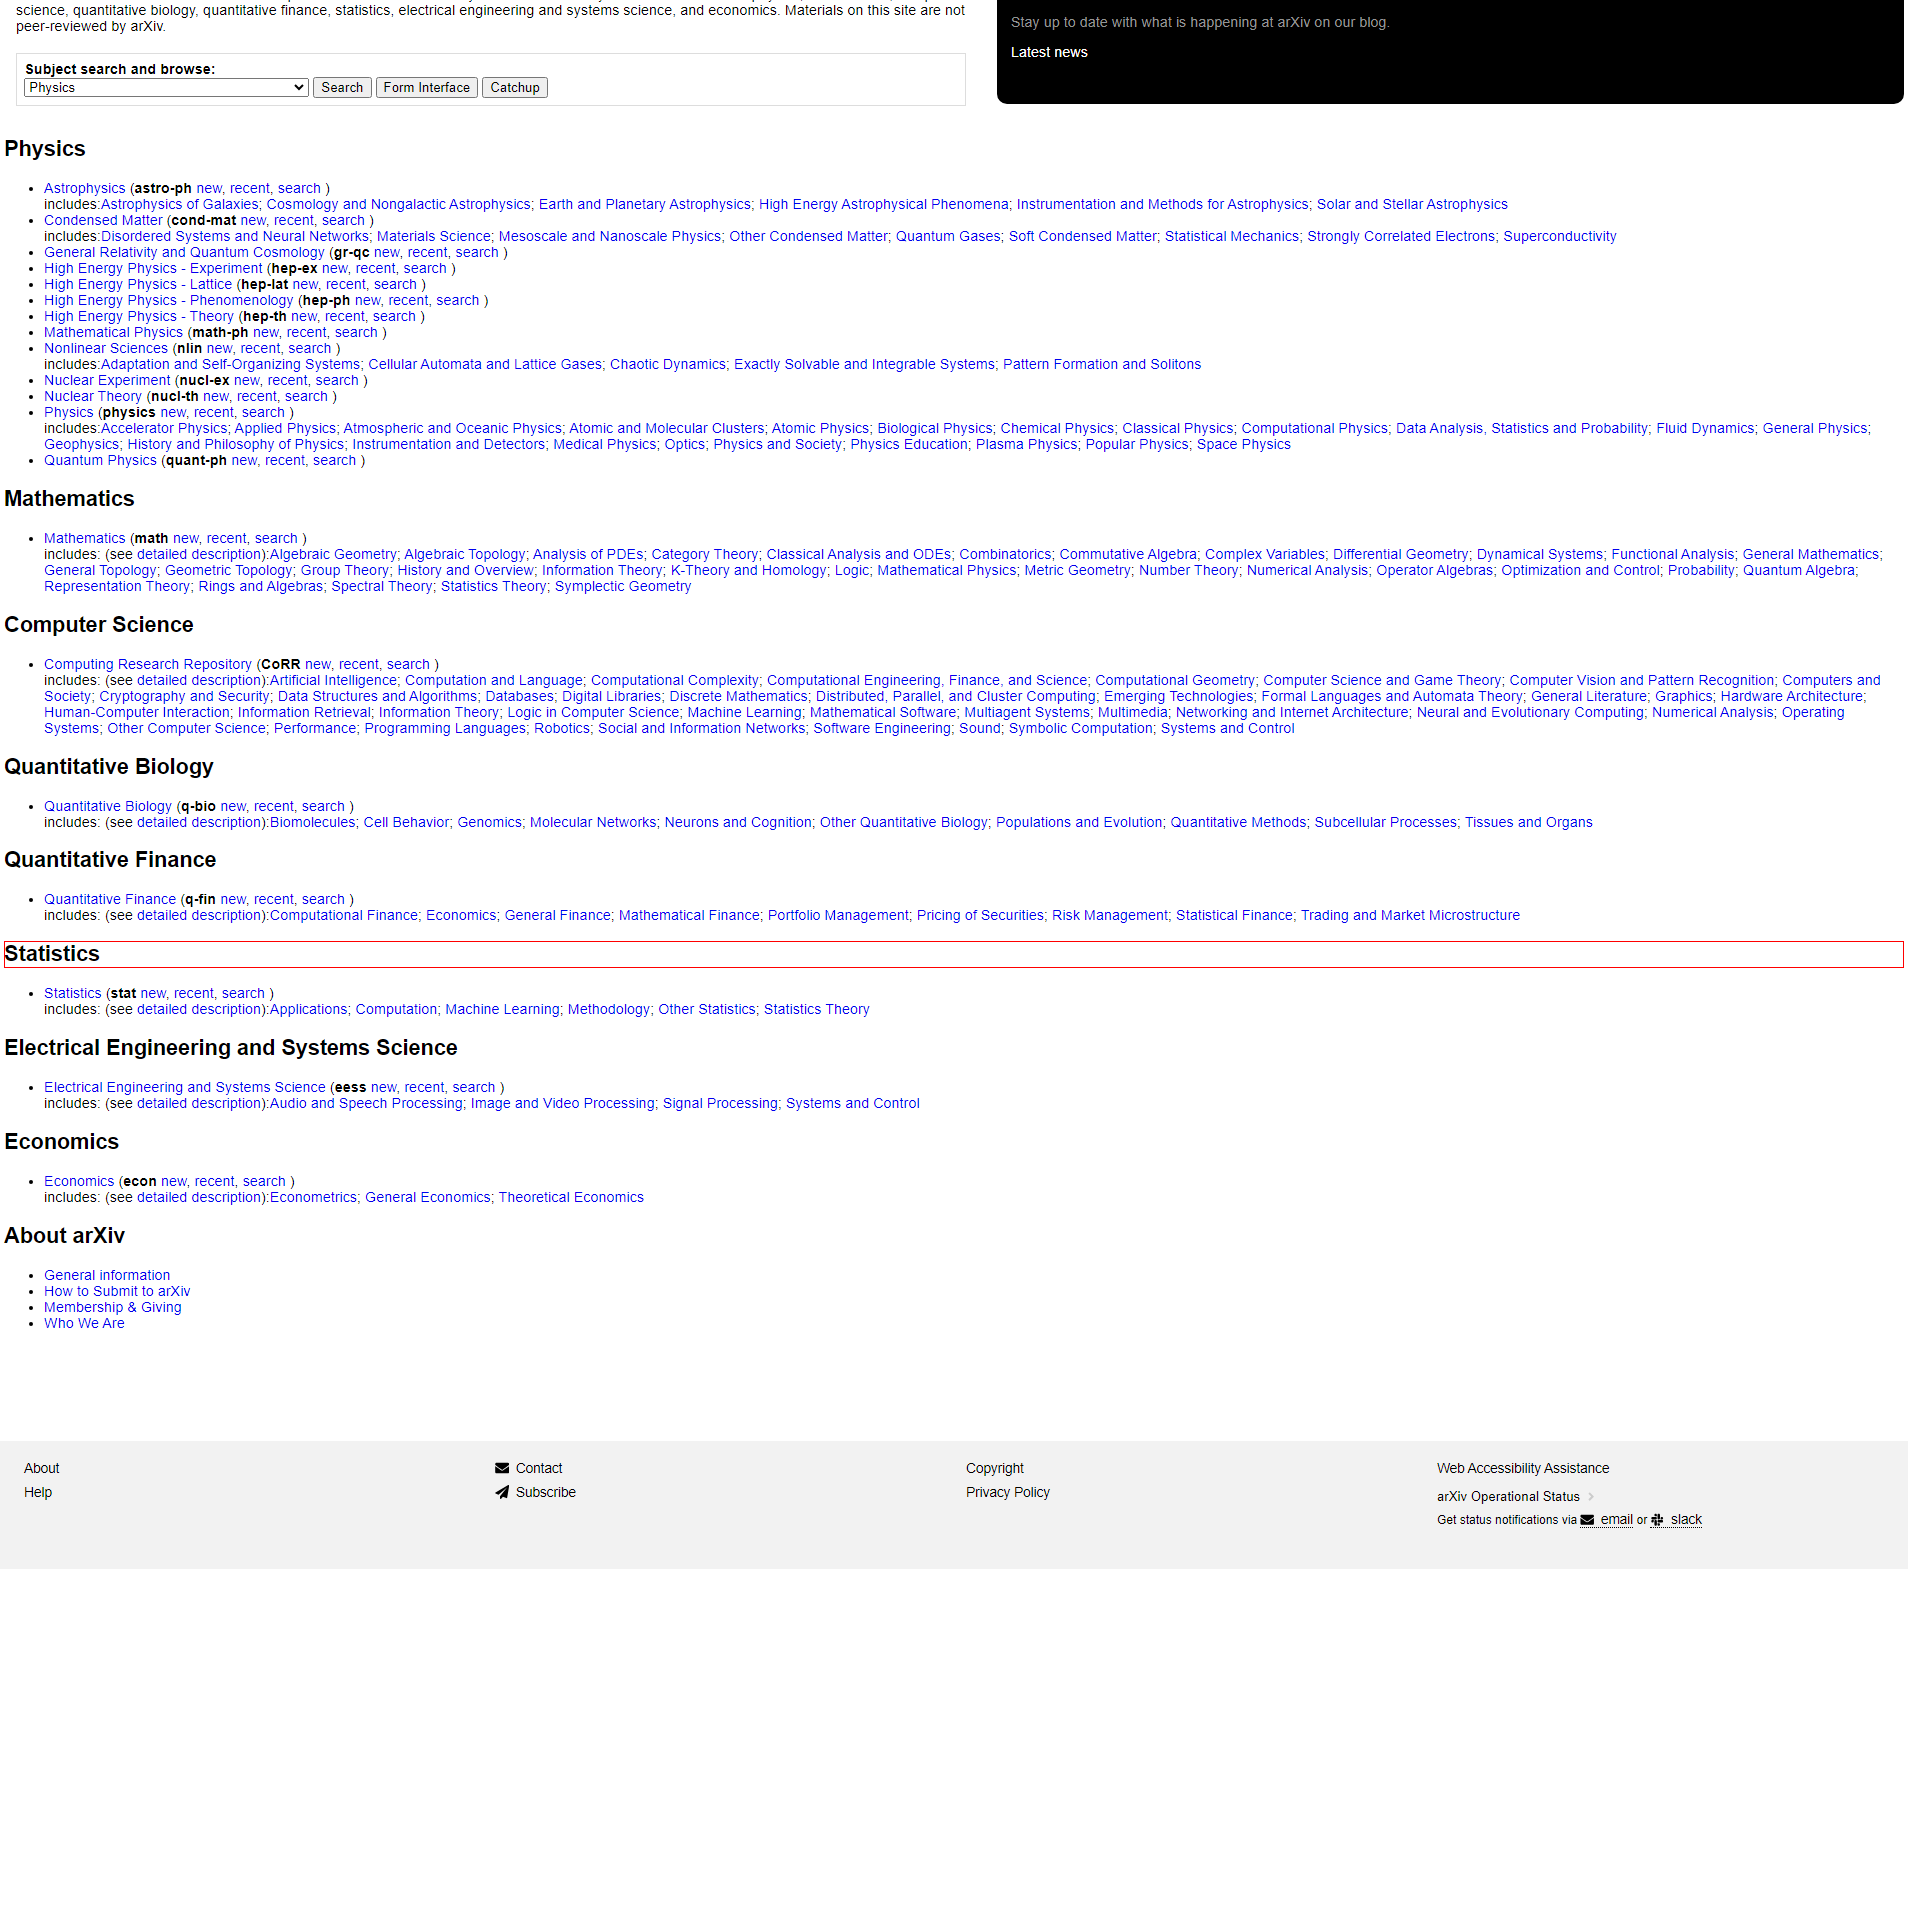 science, quantitative biology, quantitative finance, statistics, electrical engineering and systems science, and economics. Materials on this site are not
peer-reviewed by arXiv.
Stay up to date with what is happening at arXiv on our blog.
Latest news
Subject search and browse:
Physics Search Form Interface Catchup
Physics
Astrophysics (astro-ph new, recent, search )
includes:Astrophysics of Galaxies; Cosmology and Nongalactic Astrophysics; Earth and Planetary Astrophysics; High Energy Astrophysical Phenomena; Instrumentation and Methods for Astrophysics; Solar and Stellar Astrophysics
Condensed Matter (cond-mat new, recent, search )
includes:Disordered Systems and Neural Networks; Materials Science; Mesoscale and Nanoscale Physics; Other Condensed Matter; Quantum Gases; Soft Condensed Matter; Statistical Mechanics; Strongly Correlated Electrons; Superconductivity
General Relativity and Quantum Cosmology (gr-qc new, recent, search )
High Energy Physics - Experiment (hep-ex new, recent, search )
High Energy Physics - Lattice (hep-lat new, recent, search )
High Energy Physics - Phenomenology (hep-ph new, recent, search )
High Energy Physics - Theory (hep-th new, recent, search )
Mathematical Physics (math-ph new, recent, search )
Nonlinear Sciences (nlin new, recent, search )
includes:Adaptation and Self-Organizing Systems; Cellular Automata and Lattice Gases; Chaotic Dynamics; Exactly Solvable and Integrable Systems; Pattern Formation and Solitons
Nuclear Experiment (nucl-ex new, recent, search )
Nuclear Theory (nucl-th new, recent, search )
Physics (physics new, recent, search )
includes:Accelerator Physics; Applied Physics; Atmospheric and Oceanic Physics; Atomic and Molecular Clusters; Atomic Physics; Biological Physics; Chemical Physics; Classical Physics; Computational Physics; Data Analysis, Statistics and Probability; Fluid Dynamics; General Physics;
Geophysics; History and Philosophy of Physics; Instrumentation and Detectors; Medical Physics; Optics; Physics and Society; Physics Education; Plasma Physics; Popular Physics; Space Physics
Quantum Physics (quant-ph new, recent, search )
Mathematics
Mathematics (math new, recent, search )
includes: (see detailed description):Algebraic Geometry; Algebraic Topology; Analysis of PDEs; Category Theory; Classical Analysis and ODEs; Combinatorics; Commutative Algebra; Complex Variables; Differential Geometry; Dynamical Systems; Functional Analysis; General Mathematics;
General Topology; Geometric Topology; Group Theory; History and Overview; Information Theory; K-Theory and Homology; Logic; Mathematical Physics; Metric Geometry; Number Theory; Numerical Analysis; Operator Algebras; Optimization and Control; Probability; Quantum Algebra;
Representation Theory; Rings and Algebras; Spectral Theory; Statistics Theory; Symplectic Geometry
Computer Science
Computing Research Repository (CoRR new, recent, search )
includes: (see detailed description):Artificial Intelligence; Computation and Language; Computational Complexity; Computational Engineering, Finance, and Science; Computational Geometry; Computer Science and Game Theory; Computer Vision and Pattern Recognition; Computers and
Society; Cryptography and Security; Data Structures and Algorithms; Databases; Digital Libraries; Discrete Mathematics; Distributed, Parallel, and Cluster Computing; Emerging Technologies; Formal Languages and Automata Theory; General Literature; Graphics; Hardware Architecture;
Human-Computer Interaction; Information Retrieval; Information Theory; Logic in Computer Science; Machine Learning; Mathematical Software; Multiagent Systems; Multimedia; Networking and Internet Architecture; Neural and Evolutionary Computing; Numerical Analysis; Operating
Systems; Other Computer Science; Performance; Programming Languages; Robotics; Social and Information Networks; Software Engineering; Sound; Symbolic Computation; Systems and Control
Quantitative Biology
Quantitative Biology (q-bio new, recent, search )
includes: (see detailed description):Biomolecules; Cell Behavior; Genomics; Molecular Networks; Neurons and Cognition; Other Quantitative Biology; Populations and Evolution; Quantitative Methods; Subcellular Processes; Tissues and Organs
Quantitative Finance
Quantitative Finance (q-fin new, recent, search )
includes: (see detailed description):Computational Finance; Economics; General Finance; Mathematical Finance; Portfolio Management; Pricing of Securities; Risk Management; Statistical Finance; Trading and Market Microstructure
Statistics
Statistics (stat new, recent, search )
includes: (see detailed description):Applications; Computation; Machine Learning; Methodology; Other Statistics; Statistics Theory
Electrical Engineering and Systems Science
Electrical Engineering and Systems Science (eess new, recent, search )
includes: (see detailed description):Audio and Speech Processing; Image and Video Processing; Signal Processing; Systems and Control
Economics
Economics (econ new, recent, search )
includes: (see detailed description):Econometrics; General Economics; Theoretical Economics
About arXiv
General information
How to Submit to arXiv
Membership & Giving
Who We Are
About
Help
Contact
Subscribe
Copyright
Privacy Policy
Web Accessibility Assistance
arXiv Operational Status
Get status notifications via email or slack